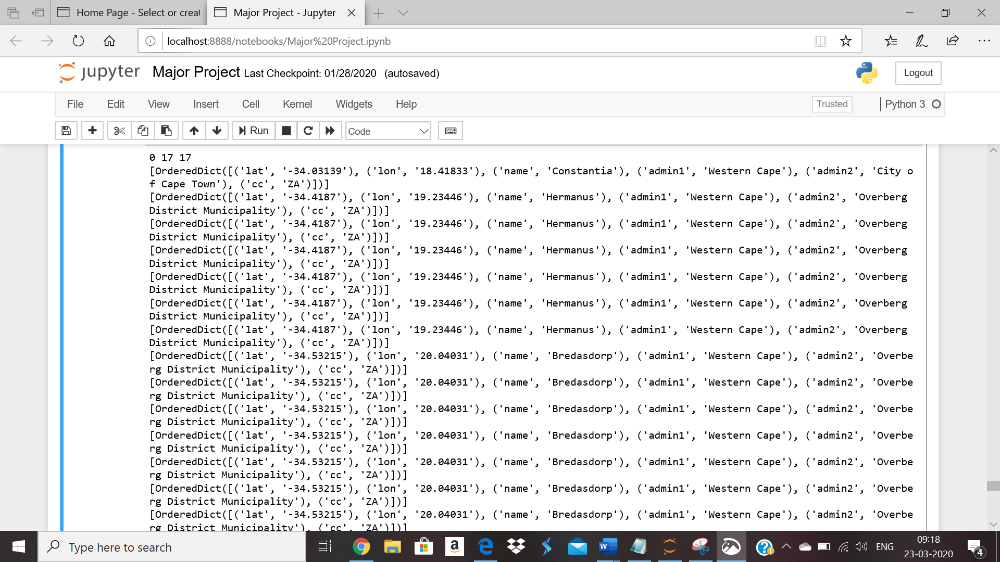 Home Page - Select or creat
Major Project - Jupyter
localhost:8888/notebooks/Major%20Project.ipynb
jupyter Major Project Last Checkpoint: 01/28/2020 (autosaved)
Logout
File Edit View Insert Cell Kernel Widgets Help
Trusted
Python 3
Run
Code
0 17 17
[OrderedDict([('lat', '-34.03139'), ('lon', '18.41833'), ('name', 'Constantia'), ('admin1', 'Western Cape'), ('admin2', 'City o
f Cape Town'), ('cc', 'ZA')])]
[OrderedDict([('lat', '-34.4187'), ('lon', '19.23446'), ('name', 'Hermanus'), ('admin1', 'Western Cape'), ('admin2', 'Overberg
District Municipality'), ('cc', 'ZA')])]
[OrderedDict([('lat', '-34.4187'), ('lon', '19.23446'), ('name', 'Hermanus'), ('admin1', 'Western Cape'), ('admin2', 'Overberg
District Municipality'), ('cc', 'ZA')])]
[OrderedDict([('lat', '-34.4187'), ('lon', '19.23446'), ('name', 'Hermanus'), ('admin1', 'Western Cape'), ('admin2', 'Overberg
District Municipality'), ('cc', 'ZA')])]
[OrderedDict([('lat', '-34.4187'), ('lon', '19.23446'), ('name', 'Hermanus'), ('admin1', 'Western Cape'), ('admin2', 'Overberg
District Municipality'), ('cc', 'ZA')])]
[OrderedDict([('lat', '-34.4187'), ('lon', '19.23446'), ('name', 'Hermanus'), ('admin1', 'Western Cape'), ('admin2', 'Overberg
District Municipality'), ('cc', 'ZA')])]
[OrderedDict([('lat', '-34.4187'), ('lon', '19.23446'), ('name', 'Hermanus'), ('admin1', 'Western Cape'), ('admin2', 'Overberg
District Municipality'), ('cc', 'ZA')])]
[OrderedDict([('lat', '-34.53215'), ('lon', '20.04031'), ('name', 'Bredasdorp'), ('admin1', 'Western Cape'), ('admin2', 'Overbe
rg District Municipality'), ('cc', 'ZA')])]
[OrderedDict([('lat', '-34.53215'), ('lon', '20.04031'), ('name', 'Bredasdorp'), ('admin1', 'Western Cape'), ('admin2', 'Overbe
rg District Municipality'), ('cc', 'ZA')])]
[OrderedDict([('lat', '-34.53215'), ('lon', '20.04031'), ('name', 'Bredasdorp'), ('admin1', 'Western Cape'), ('admin2', 'Overbe
rg District Municipality'), ('cc', 'ZA')])]
[OrderedDict([('lat', '-34.53215'), ('lon', '20.04031'), ('name', 'Bredasdorp'), ('admin1', 'Western Cape'), ('admin2', 'Overbe
rg District Municipality'), ('cc', 'ZA')])]
[OrderedDict([('lat', '-34.53215'), ('lon', '20.04031'), ('name', 'Bredasdorp'), ('admin1', 'Western Cape'), ('admin2', 'Overbe
rg District Municipality'), ('cc', 'ZA')])]
[OrderedDict([('lat', '-34.53215'), ('lon', '20.04031'), ('name', 'Bredasdorp'), ('admin1', 'Western Cape'), ('admin2', 'Overbe
rg District Municipality'), ('cc', 'ZA')])]
[OrderedDict([('lat', '-34.53215'), ('lon', '20.04031'), ('name', 'Bredasdorp'), ('admin1', 'Western Cape'), ('admin2', 'Overbe
rg District Municipality'), ('cc', 'ZA')])]
Type here to search
ENG
09:18
23-03-2020
4